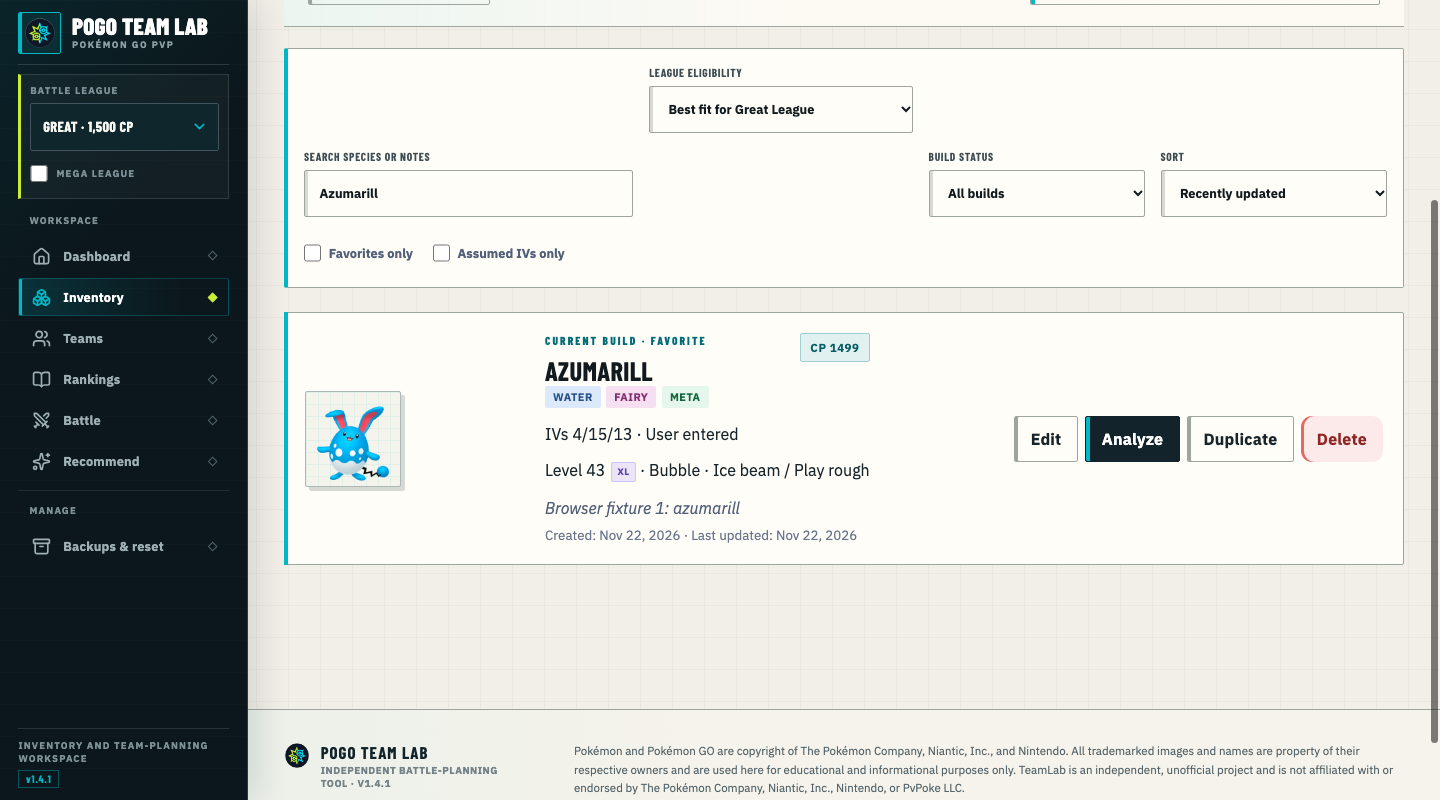 POGO TEAM LAB
POKÉMON GO PVP
BATTLE LEAGUE
GREAT · 1,500 CP
MEGA LEAGUE
WORKSPACE
Dashboard
Inventory
Teams
Rankings
Battle
Recommend
MANAGE
Backups & reset
INVENTORY AND TEAM-PLANNING
WORKSPACE
v1.4.1
LEAGUE ELIGIBILITY
Best fit for Great League
SEARCH SPECIES OR NOTES
Azumarill
BUILD STATUS
All builds
SORT
Recently updated
Favorites only
Assumed IVs only
CURRENT BUILD · FAVORITE
CP 1499
AZUMARILL
WATER FAIRY META
IVs 4/15/13 · User entered
Level 43 XL · Bubble · Ice beam / Play rough
Browser fixture 1: azumarill
Created: Nov 22, 2026 · Last updated: Nov 22, 2026
Edit Analyze Duplicate Delete
POGO TEAM LAB
INDEPENDENT BATTLE-PLANNING
TOOL · V1.4.1
Pokémon and Pokémon GO are copyright of The Pokémon Company, Niantic, Inc., and Nintendo. All trademarked images and names are property of their
respective owners and are used here for educational and informational purposes only. TeamLab is an independent, unofficial project and is not affiliated with or
endorsed by The Pokémon Company, Niantic, Inc., Nintendo, or PvPoke LLC.